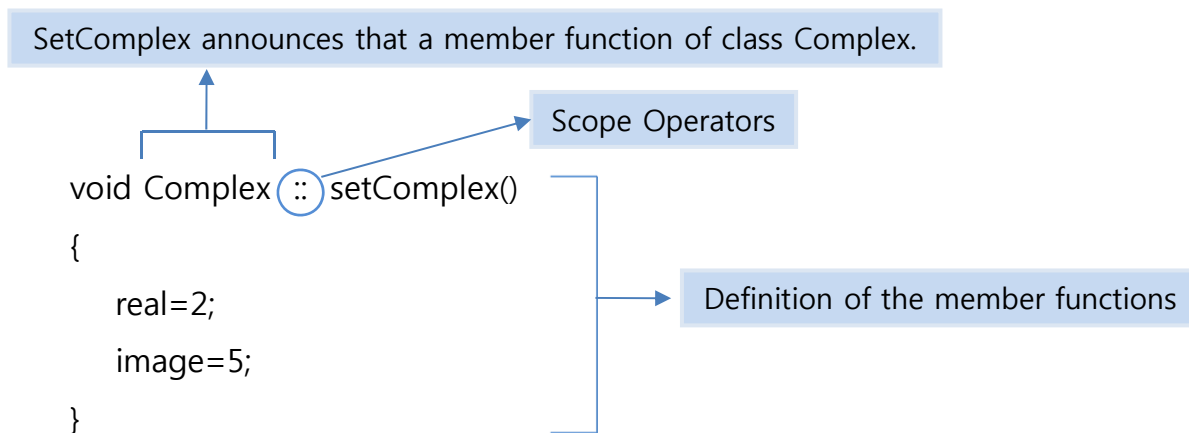 SetComplex announces that a member function of class Complex.
Scope Operators
void Complex :: setComplex()
{
real=2;
Definition of the member functions
image=5;
}